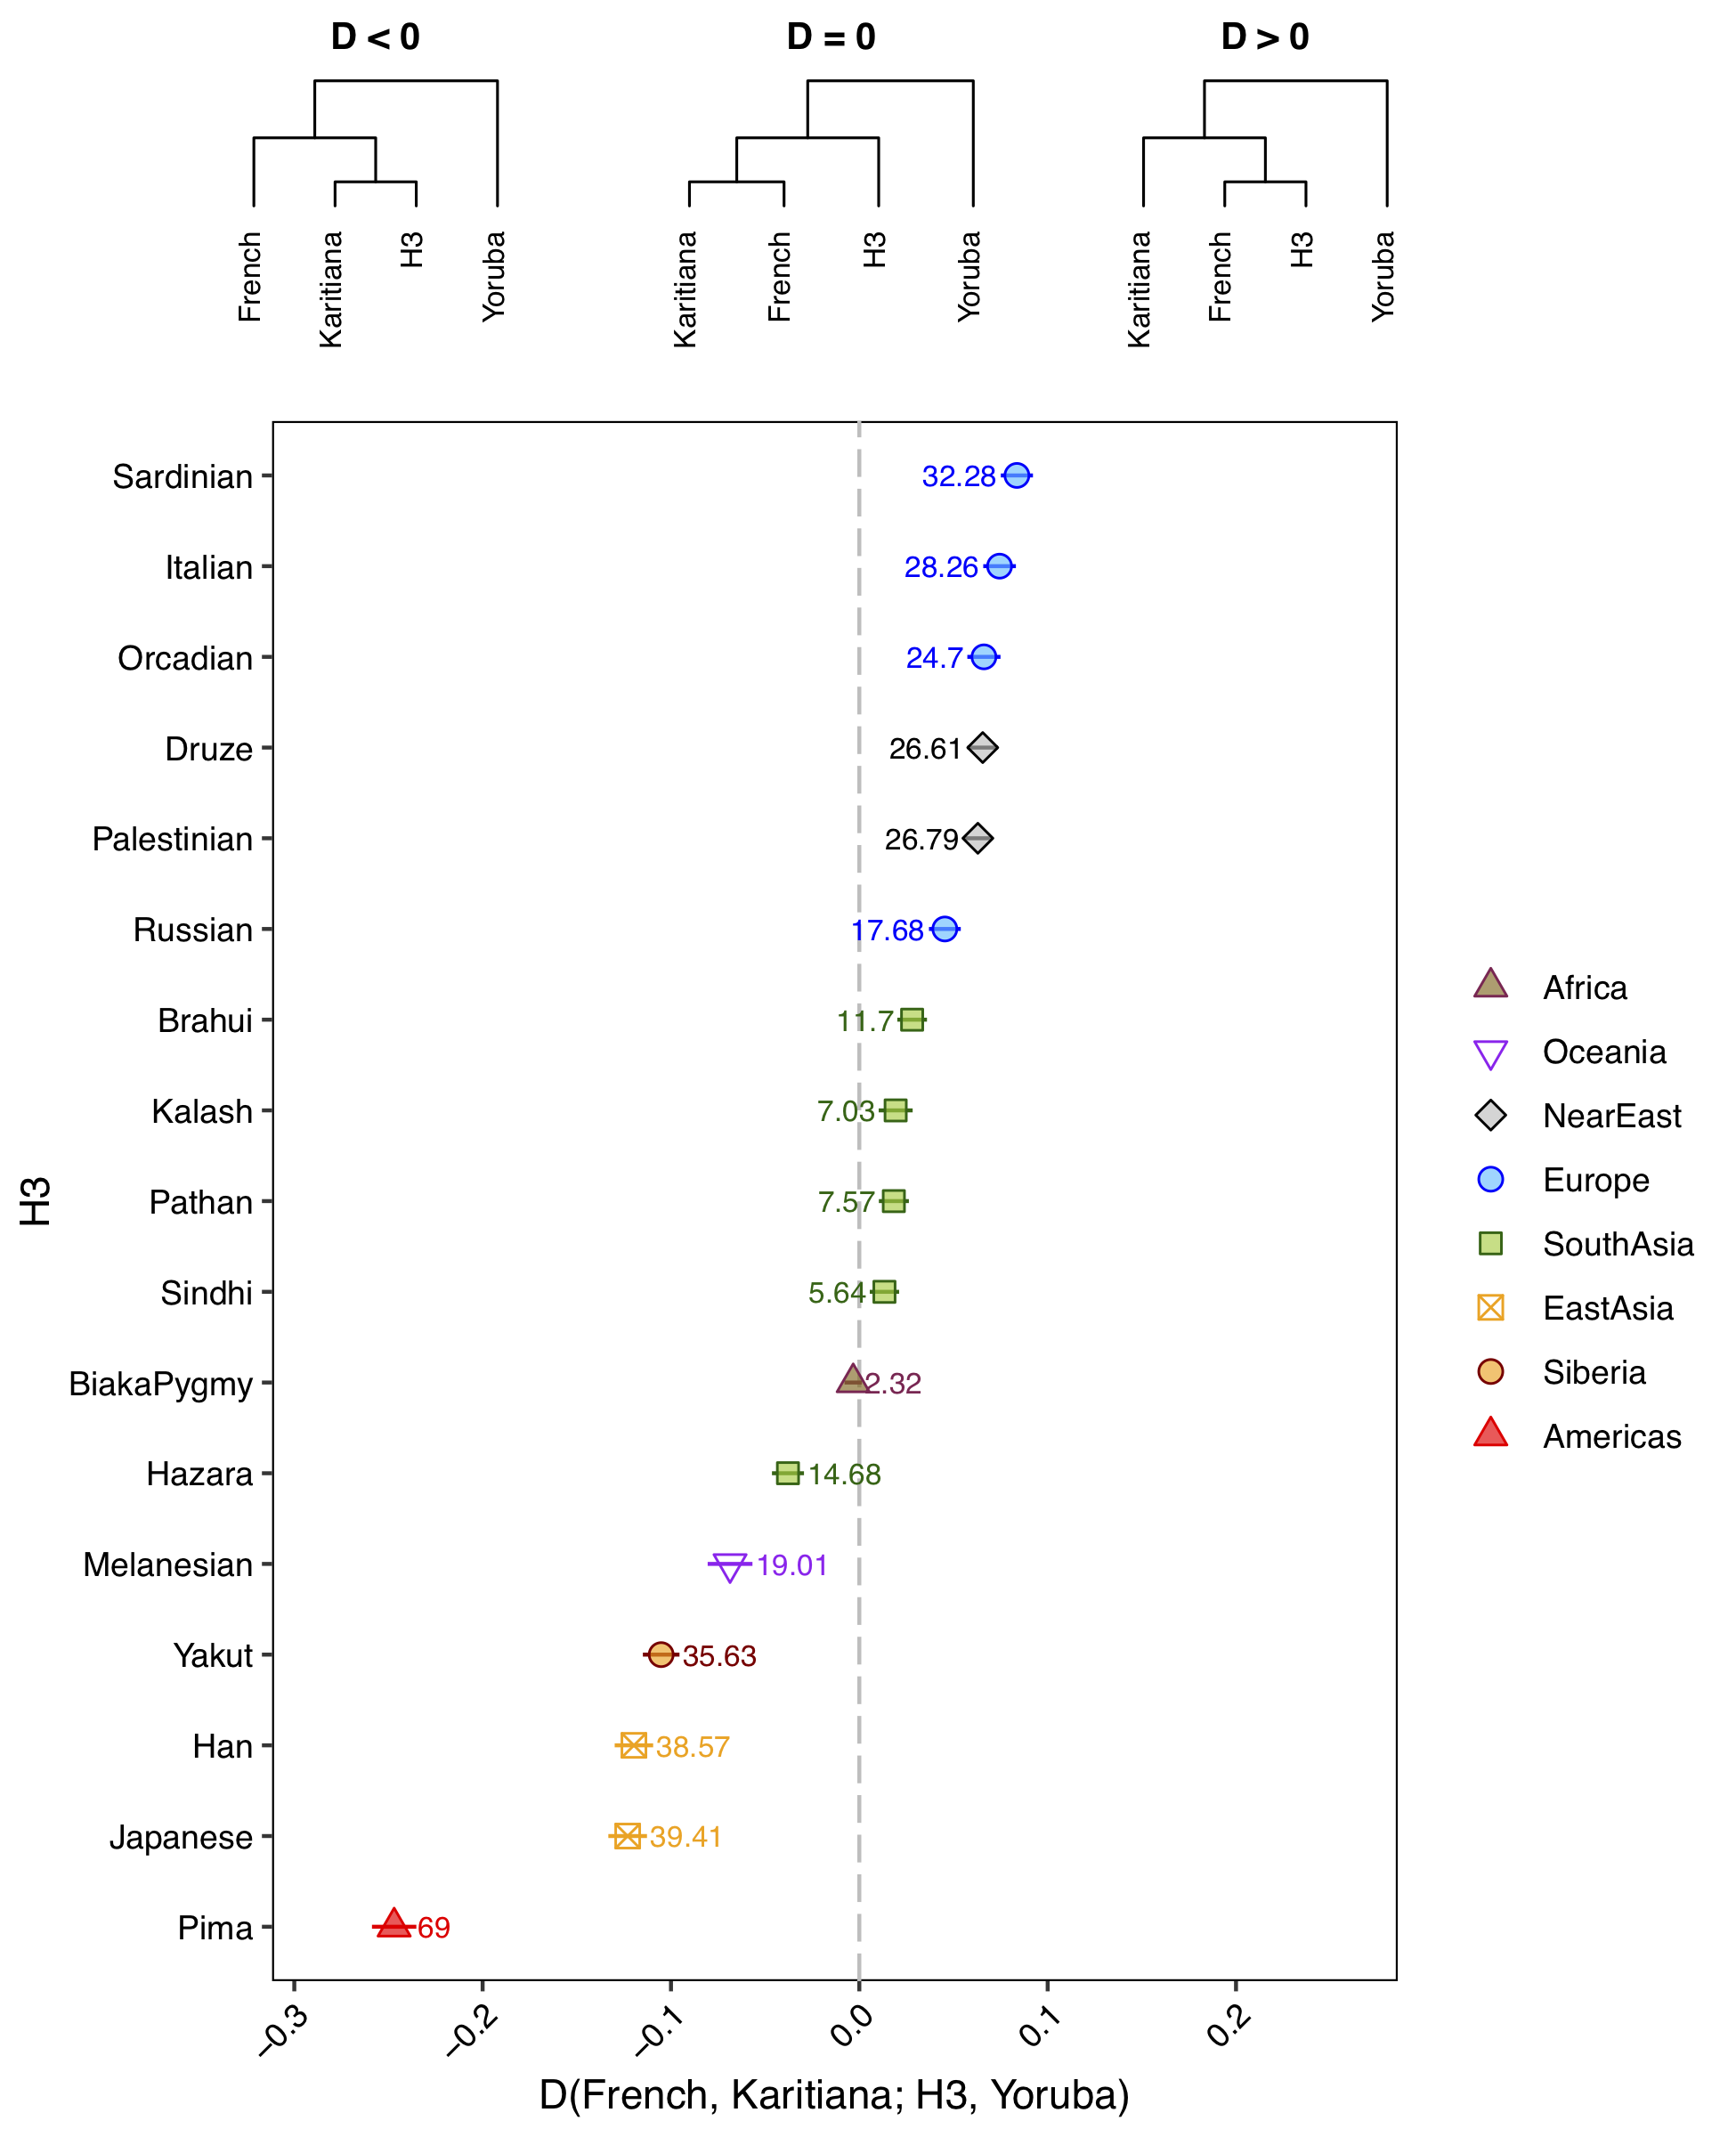 D < 0
D = 0
D > 0
French
Karitiana
H3
Yoruba
Karitiana
French
H3
Yoruba
Karitiana
French
H3
Yoruba
H3
Sardinian
32.28
Italian
28.26
Orcadian
24.7
Druze
26.61
Palestinian
26.79
Russian
17.68
Brahui
11.7
Kalash
7.03
Pathan
7.57
Sindhi
5.64
BiakaPygmy
2.32
Hazara
14.68
Melanesian
19.01
Yakut
35.63
Han
38.57
Japanese
39.41
Pima
69
−0.3
−0.2
−0.1
0.0
0.1
0.2
D(French, Karitiana; H3, Yoruba)
Africa
Oceania
NearEast
Europe
SouthAsia
EastAsia
Siberia
Americas